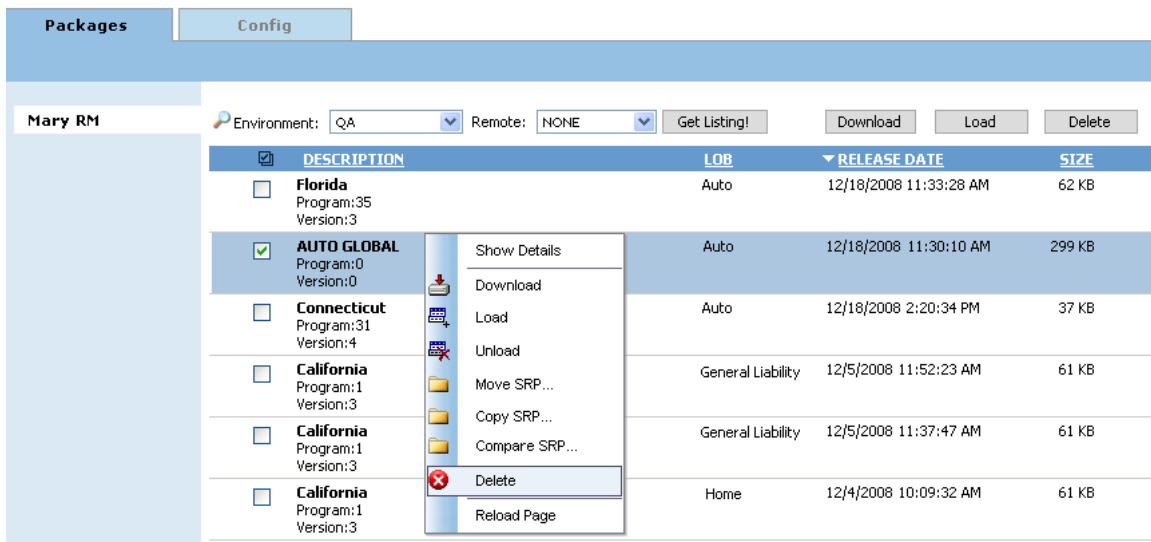 Packages Config
Mary RM
Environment: QA Remote: NONE Get Listing! Download Load Delete
DESCRIPTION LOB RELEASE DATE SIZE
Florida Auto 12/18/2008 11:33:28 AM 62 KB
Program:35
Version:3
AUTO GLOBAL Auto 12/18/2008 11:30:10 AM 299 KB
Program:0
Version:0
Connecticut Auto 12/18/2008 2:20:34 PM 37 KB
Program:31
Version:4
California General Liability 12/5/2008 11:52:23 AM 61 KB
Program:1
Version:3
California General Liability 12/5/2008 11:37:47 AM 61 KB
Program:1
Version:3
California Home 12/4/2008 10:09:32 AM 61 KB
Program:1
Version:3
Show Details
Download
Load
Unload
Move SRP...
Copy SRP...
Compare SRP...
Delete
Reload Page